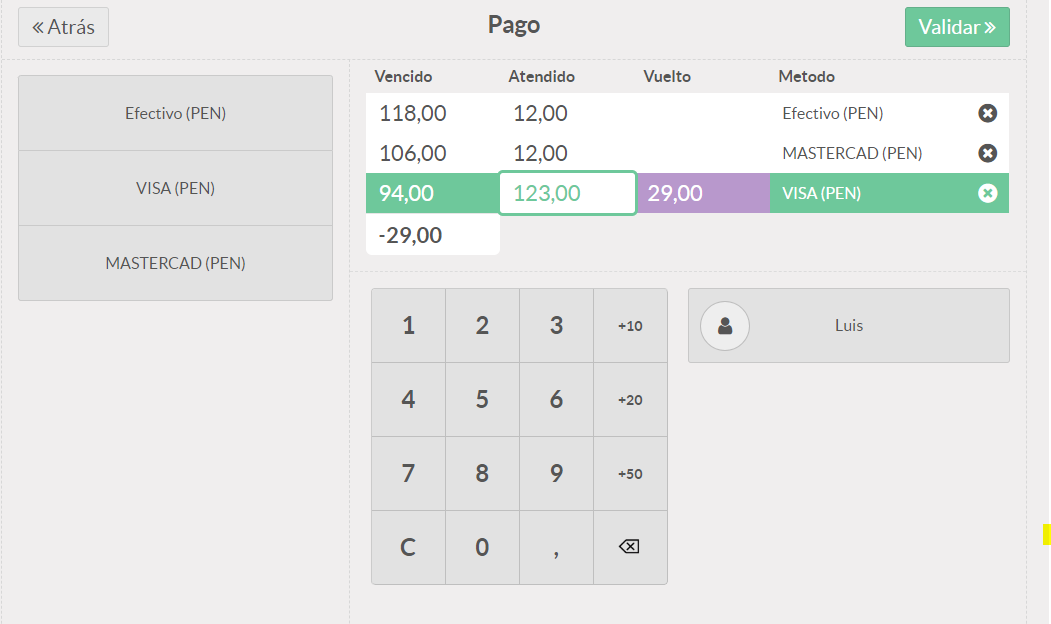 Atrás
Pago
Validar
Efectivo (PEN)
VISA (PEN)
MASTERCAD (PEN)
Vencido Atendido Vuelto Metodo
118,00 12,00 Efectivo (PEN)
106,00 12,00 MASTERCAD (PEN)
94,00 123,00 29,00 VISA (PEN)
-29,00
1 2 3 +10
4 5 6 +20
7 8 9 +50
C 0 ,
Luis